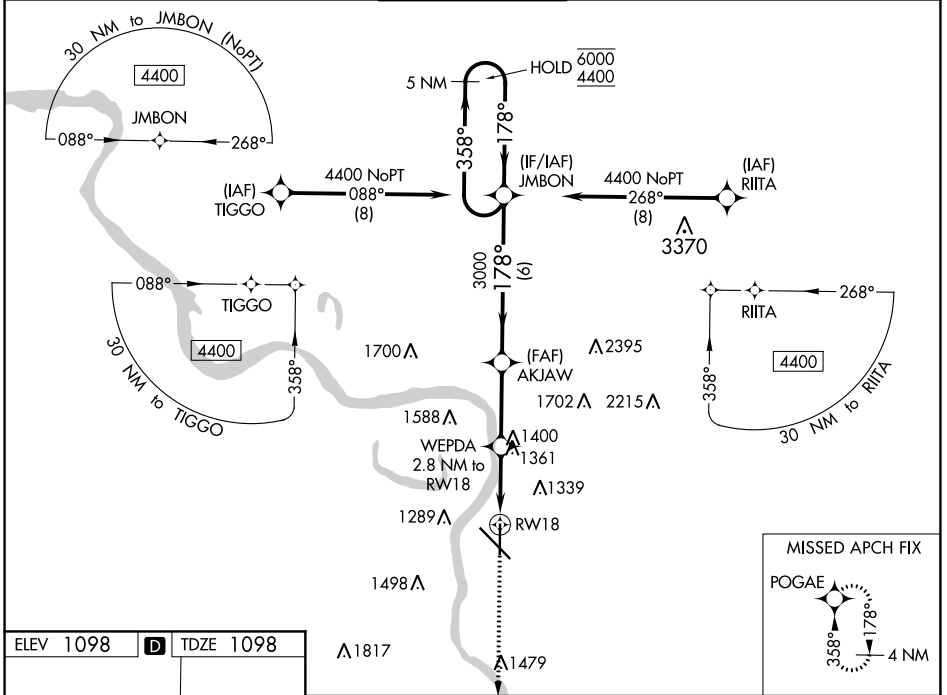 30 NM to JMBON (NoPT)
4400
JMBON
088°
268°
HOLD 6000
4400
5 NM
358°
178°
(IF/IAF)
JMBON
(IAF)
TIGGO
4400 NoPT
088°
(8)
4400 NoPT
268°
(8)
(IAF)
RIITA
3370
3000
178°
(6)
088°
TIGGO
4400
358°
30 NM to TIGGO
268°
RIITA
4400
358°
30 NM to RIITA
1700
(FAF)
AKJAW
2395
1702
2215
1588
WEPDA
2.8 NM to
RW18
1400
1361
1339
1289
RW18
1498
1817
1479
MISSED APCH FIX
POGAE
358°
178°
4 NM
ELEV 1098 D TDZE 1098